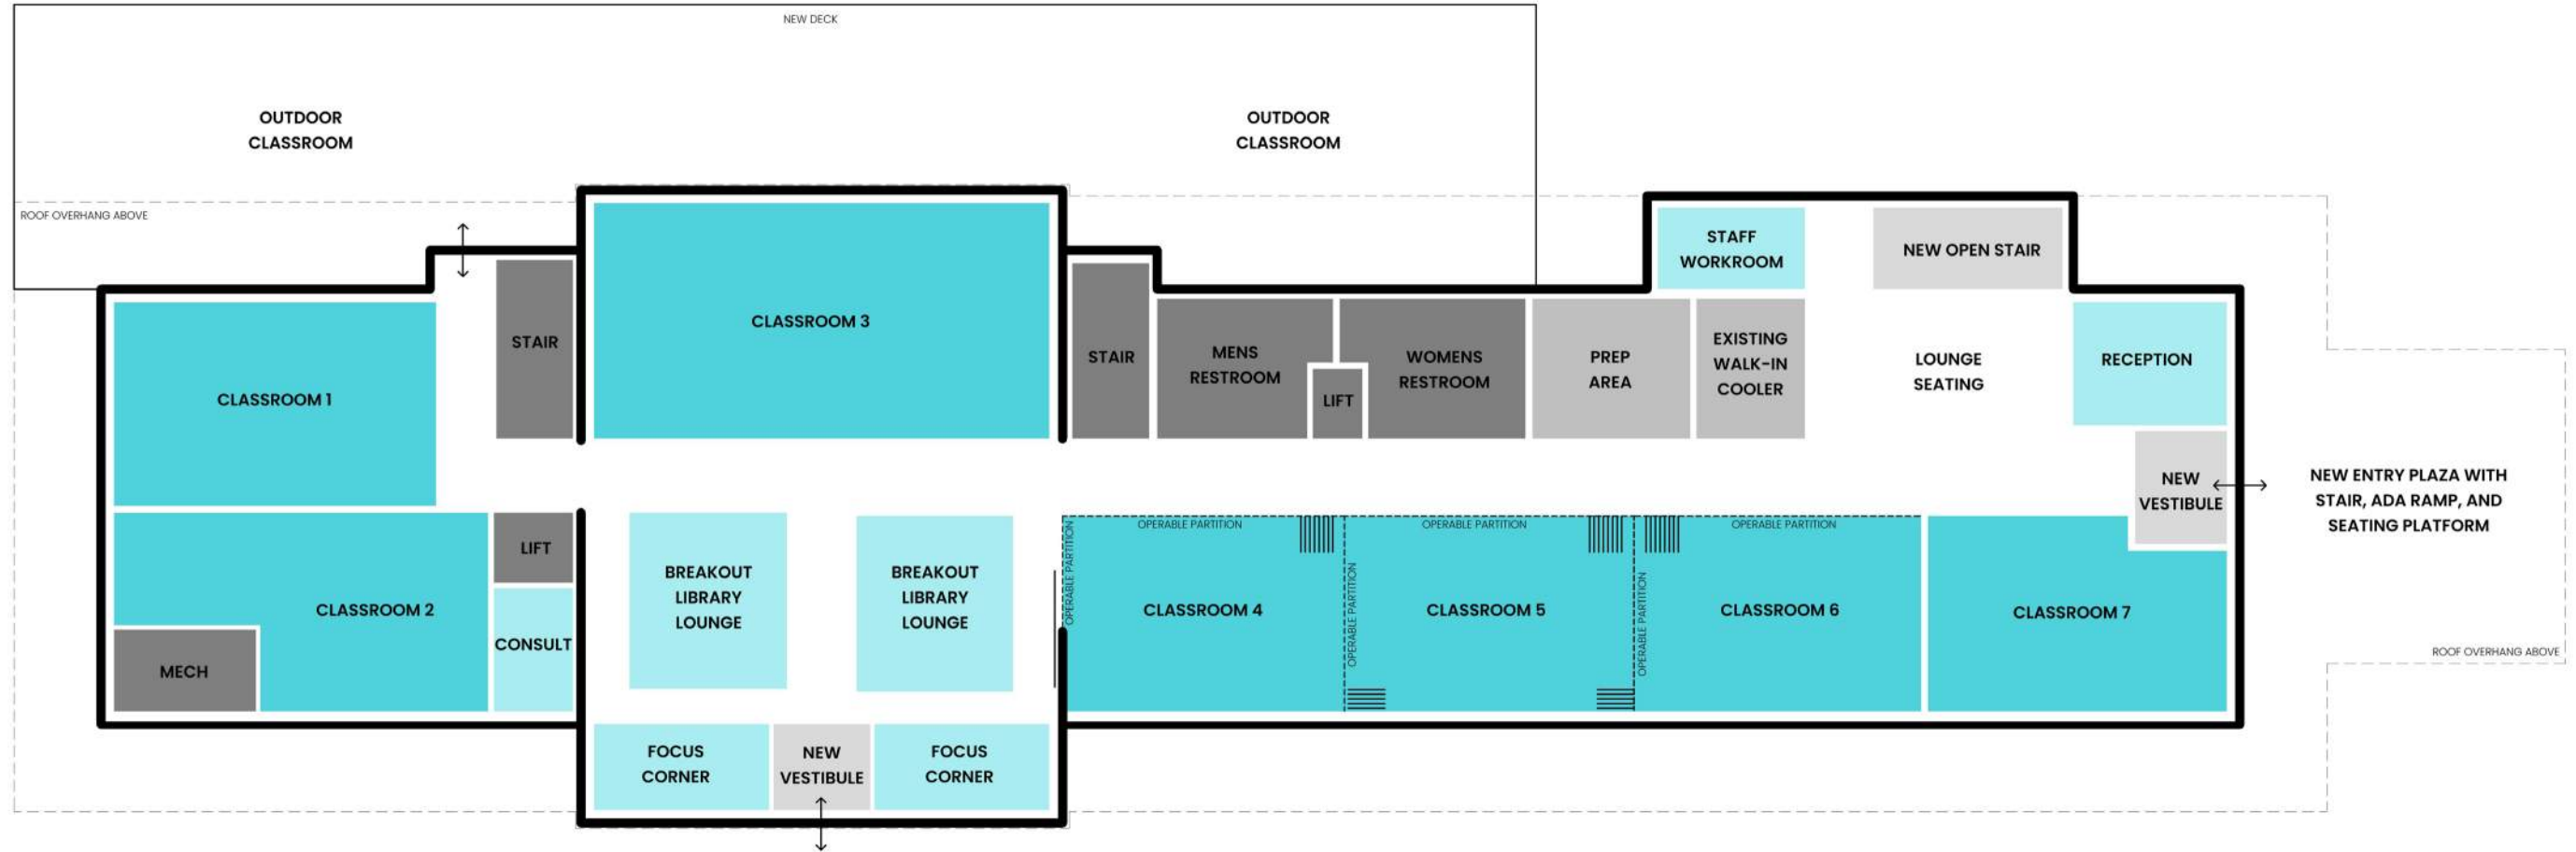 NEW DECK
OUTDOOR
CLASSROOM
OUTDOOR
CLASSROOM
ROOF OVERHANG ABOVE
STAFF
WORKROOM
NEW OPEN STAIR
CLASSROOM 1
STAIR
CLASSROOM 3
STAIR
MENS
RESTROOM
LIFT
WOMENS
RESTROOM
PREP
AREA
EXISTING
WALK-IN
COOLER
LOUNGE
SEATING
RECEPTION
NEW
VESTIBULE
NEW ENTRY PLAZA WITH
STAIR, ADA RAMP, AND
SEATING PLATFORM
CLASSROOM 2
MECH
LIFT
CONSULT
BREAKOUT
LIBRARY
LOUNGE
BREAKOUT
LIBRARY
LOUNGE
OPERABLE PARTITION
OPERABLE PARTITION
CLASSROOM 4
OPERABLE PARTITION
OPERABLE PARTITION
CLASSROOM 5
OPERABLE PARTITION
OPERABLE PARTITION
CLASSROOM 6
CLASSROOM 7
ROOF OVERHANG ABOVE
FOCUS
CORNER
NEW
VESTIBULE
FOCUS
CORNER